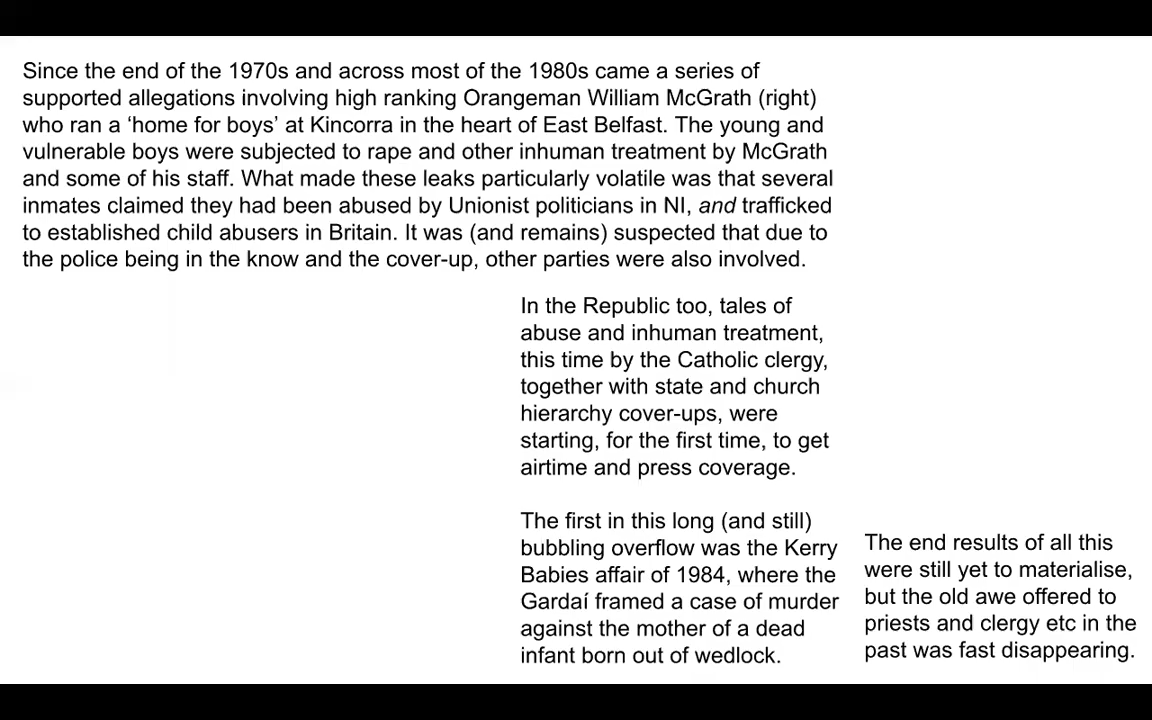 Since the end of the 1970s and across most of the 1980s came a series of
supported allegations involving high ranking Orangeman William McGrath (right)
who ran a ‘home for boys’ at Kincorra in the heart of East Belfast. The young and
vulnerable boys were subjected to rape and other inhuman treatment by McGrath
and some of his staff. What made these leaks particularly volatile was that several
inmates claimed they had been abused by Unionist politicians in NI, and trafficked
to established child abusers in Britain. It was (and remains) suspected that due to
the police being in the know and the cover-up, other parties were also involved.
In the Republic too, tales of
abuse and inhuman treatment,
this time by the Catholic clergy,
together with state and church
hierarchy cover-ups, were
starting, for the first time, to get
airtime and press coverage.
The first in this long (and still)
bubbling overflow was the Kerry
Babies affair of 1984, where the
Gardaí framed a case of murder
against the mother of a dead
infant born out of wedlock.
The end results of all this
were still yet to materialise,
but the old awe offered to
priests and clergy etc in the
past was fast disappearing.